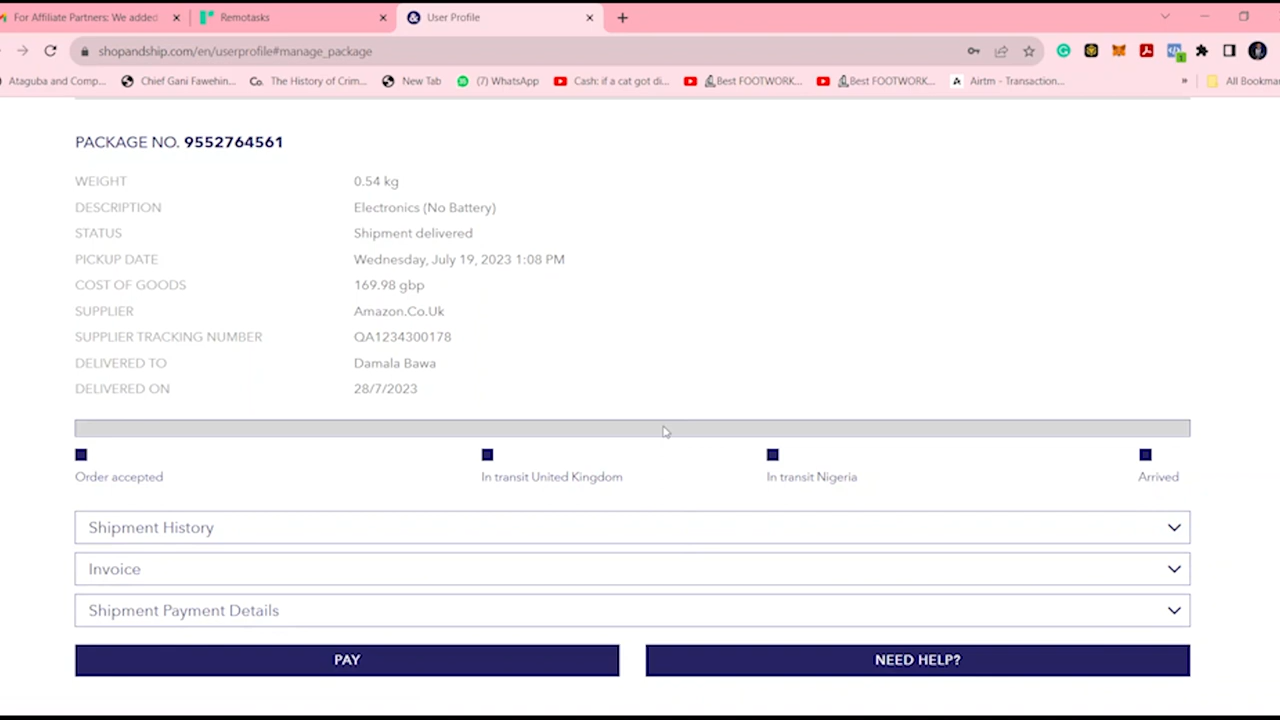 For Affiliate Partners: We added
Remotasks
User Profile
shopandship.com/en/userprofile#manage_package
Ataguba and Comp...
Chief Gani Fawehin...
Co. The History of Crim...
New Tab
(7) WhatsApp
Cash: if a cat got di...
Best FOOTWORK...
Best FOOTWORK...
A Airtm - Transaction...
»
All Bookmar
PACKAGE NO. 9552764561
WEIGHT 0.54 kg
DESCRIPTION Electronics (No Battery)
STATUS Shipment delivered
PICKUP DATE Wednesday, July 19, 2023 1:08 PM
COST OF GOODS 169.98 gbp
SUPPLIER Amazon.Co.Uk
SUPPLIER TRACKING NUMBER QA1234300178
DELIVERED TO Damala Bawa
DELIVERED ON 28/7/2023
Order accepted
In transit United Kingdom
In transit Nigeria
Arrived
Shipment History
Invoice
Shipment Payment Details
PAY
NEED HELP?